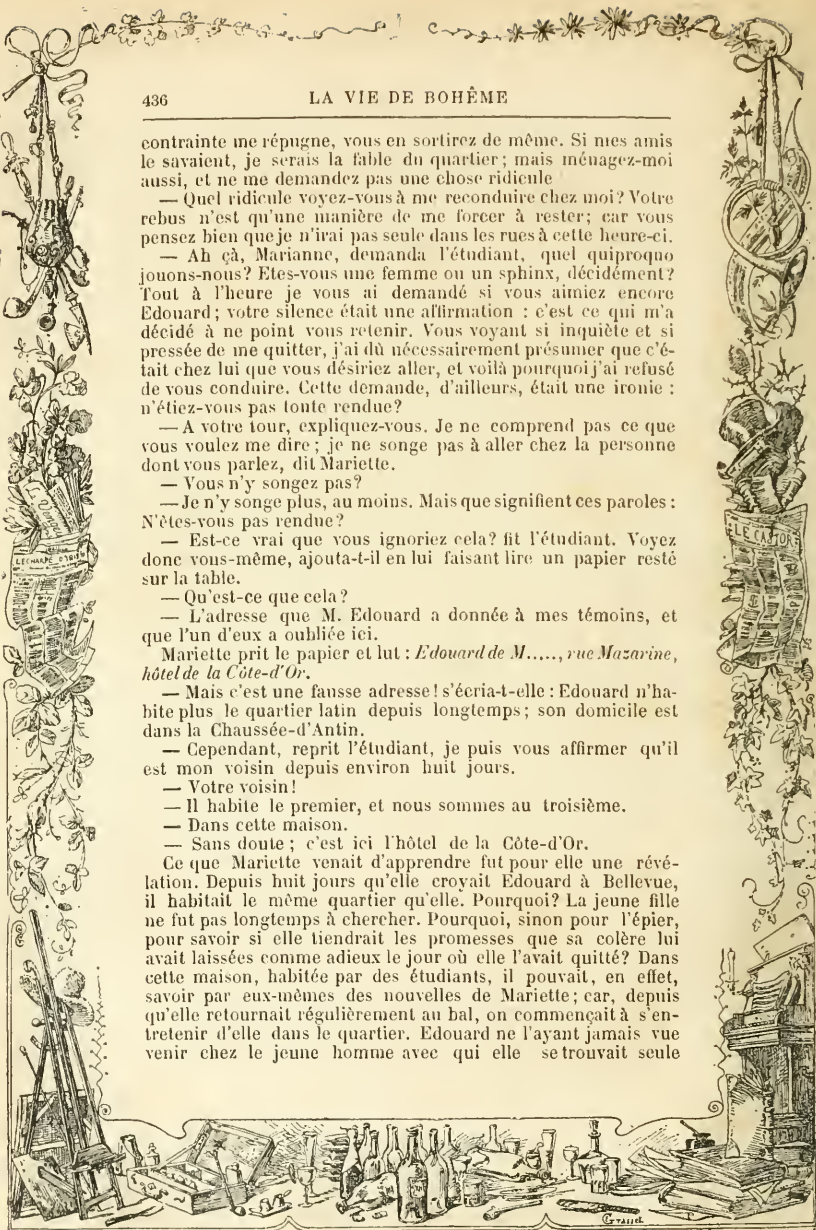 436 LA VIE DE BOHÊME
contrainte me répugne, vous en sortirez de même. Si mes amis
le savaient, je serais la fable du quartier; mais ménagez-moi
aussi, et ne me demandez pas une chose ridicule
— Quel ridicule voyez-vous à me reconduire chez moi? Votre
rebus n'est qu'une manière de me forcer à rester; car vous
pensez bien que je n'irai pas seule dans les rues à cette heure-ci.
— Ah çà, Marianne, demanda l'étudiant, quel quiproquo
jouons-nous? Etes-vous une femme ou un sphinx, décidément?
Tout à l'heure je vous ai demandé si vous aimiez encore
Edouard; votre silence était une affirmation : c'est ce qui m'a
décidé à ne point vous retenir. Vous voyant si inquiète et si
pressée de me quitter, j'ai dû nécessairement présumer que c'é-
tait chez lui que vous désiriez aller, et voilà pourquoi j'ai refusé
de vous conduire. Cette demande, d'ailleurs, était une ironie :
n'étiez-vous pas toute rendue?
— A votre tour, expliquez-vous. Je ne comprend pas ce que
vous voulez me dire; je ne songe pas à aller chez la personne
dont vous parlez, dit Mariette.
— Vous n'y songez pas?
— Je n'y songe plus, au moins. Mais que signifient ces paroles :
N'êtes-vous pas rendue?
— Est-ce vrai que vous ignoriez cela? fit l'étudiant. Voyez
donc vous-même, ajouta-t-il en lui faisant lire un papier resté
sur la table.
— Qu'est-ce que cela?
— L'adresse que M. Edouard a donnée à mes témoins, et
que l'un d'eux a oubliée ici.
Mariette prit le papier et lut : Edouard de M....., rue Mazarine,
hôtel de la Côte-d'Or.
— Mais c'est une fausse adresse! s'écria-t-elle : Edouard n'ha-
bite plus le quartier latin depuis longtemps; son domicile est
dans la Chaussée-d'Antin.
— Cependant, reprit l'étudiant, je puis vous affirmer qu'il
est mon voisin depuis environ huit jours.
— Votre voisin!
— Il habite le premier, et nous sommes au troisième.
— Dans cette maison.
— Sans doute; c'est ici l'hôtel de la Côte-d'Or.
Ce que Mariette venait d'apprendre fut pour elle une révé-
lation. Depuis huit jours qu'elle croyait Edouard à Bellevue,
il habitait le même quartier qu'elle. Pourquoi? La jeune fille
ne fut pas longtemps à chercher. Pourquoi, sinon pour l'épier,
pour savoir si elle tiendrait les promesses que sa colère lui
avait laissées comme adieux le jour où elle l'avait quitté? Dans
cette maison, habitée par des étudiants, il pouvait, en effet,
savoir par eux-mêmes des nouvelles de Mariette; car, depuis
qu'elle retournait régulièrement au bal, on commençait à s'en-
tretenir d'elle dans le quartier. Edouard ne l'ayant jamais vue
venir chez le jeune homme avec qui elle se trouvait seule
L'ECHARPE D'IRIS
LE CASTOR